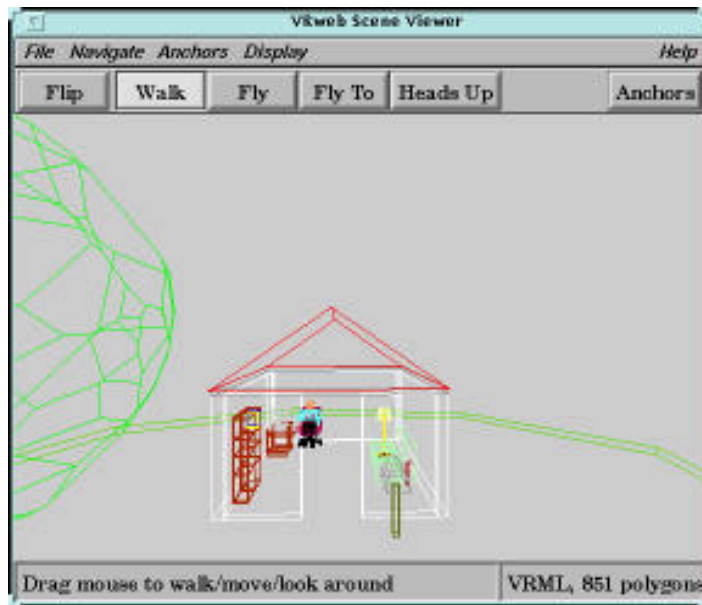 VRweb Scene Viewer
File Navigate Anchors Display Help
Flip Walk Fly Fly To Heads Up Anchors
Drag mouse to walk/move/look around VRML, 851 polygons